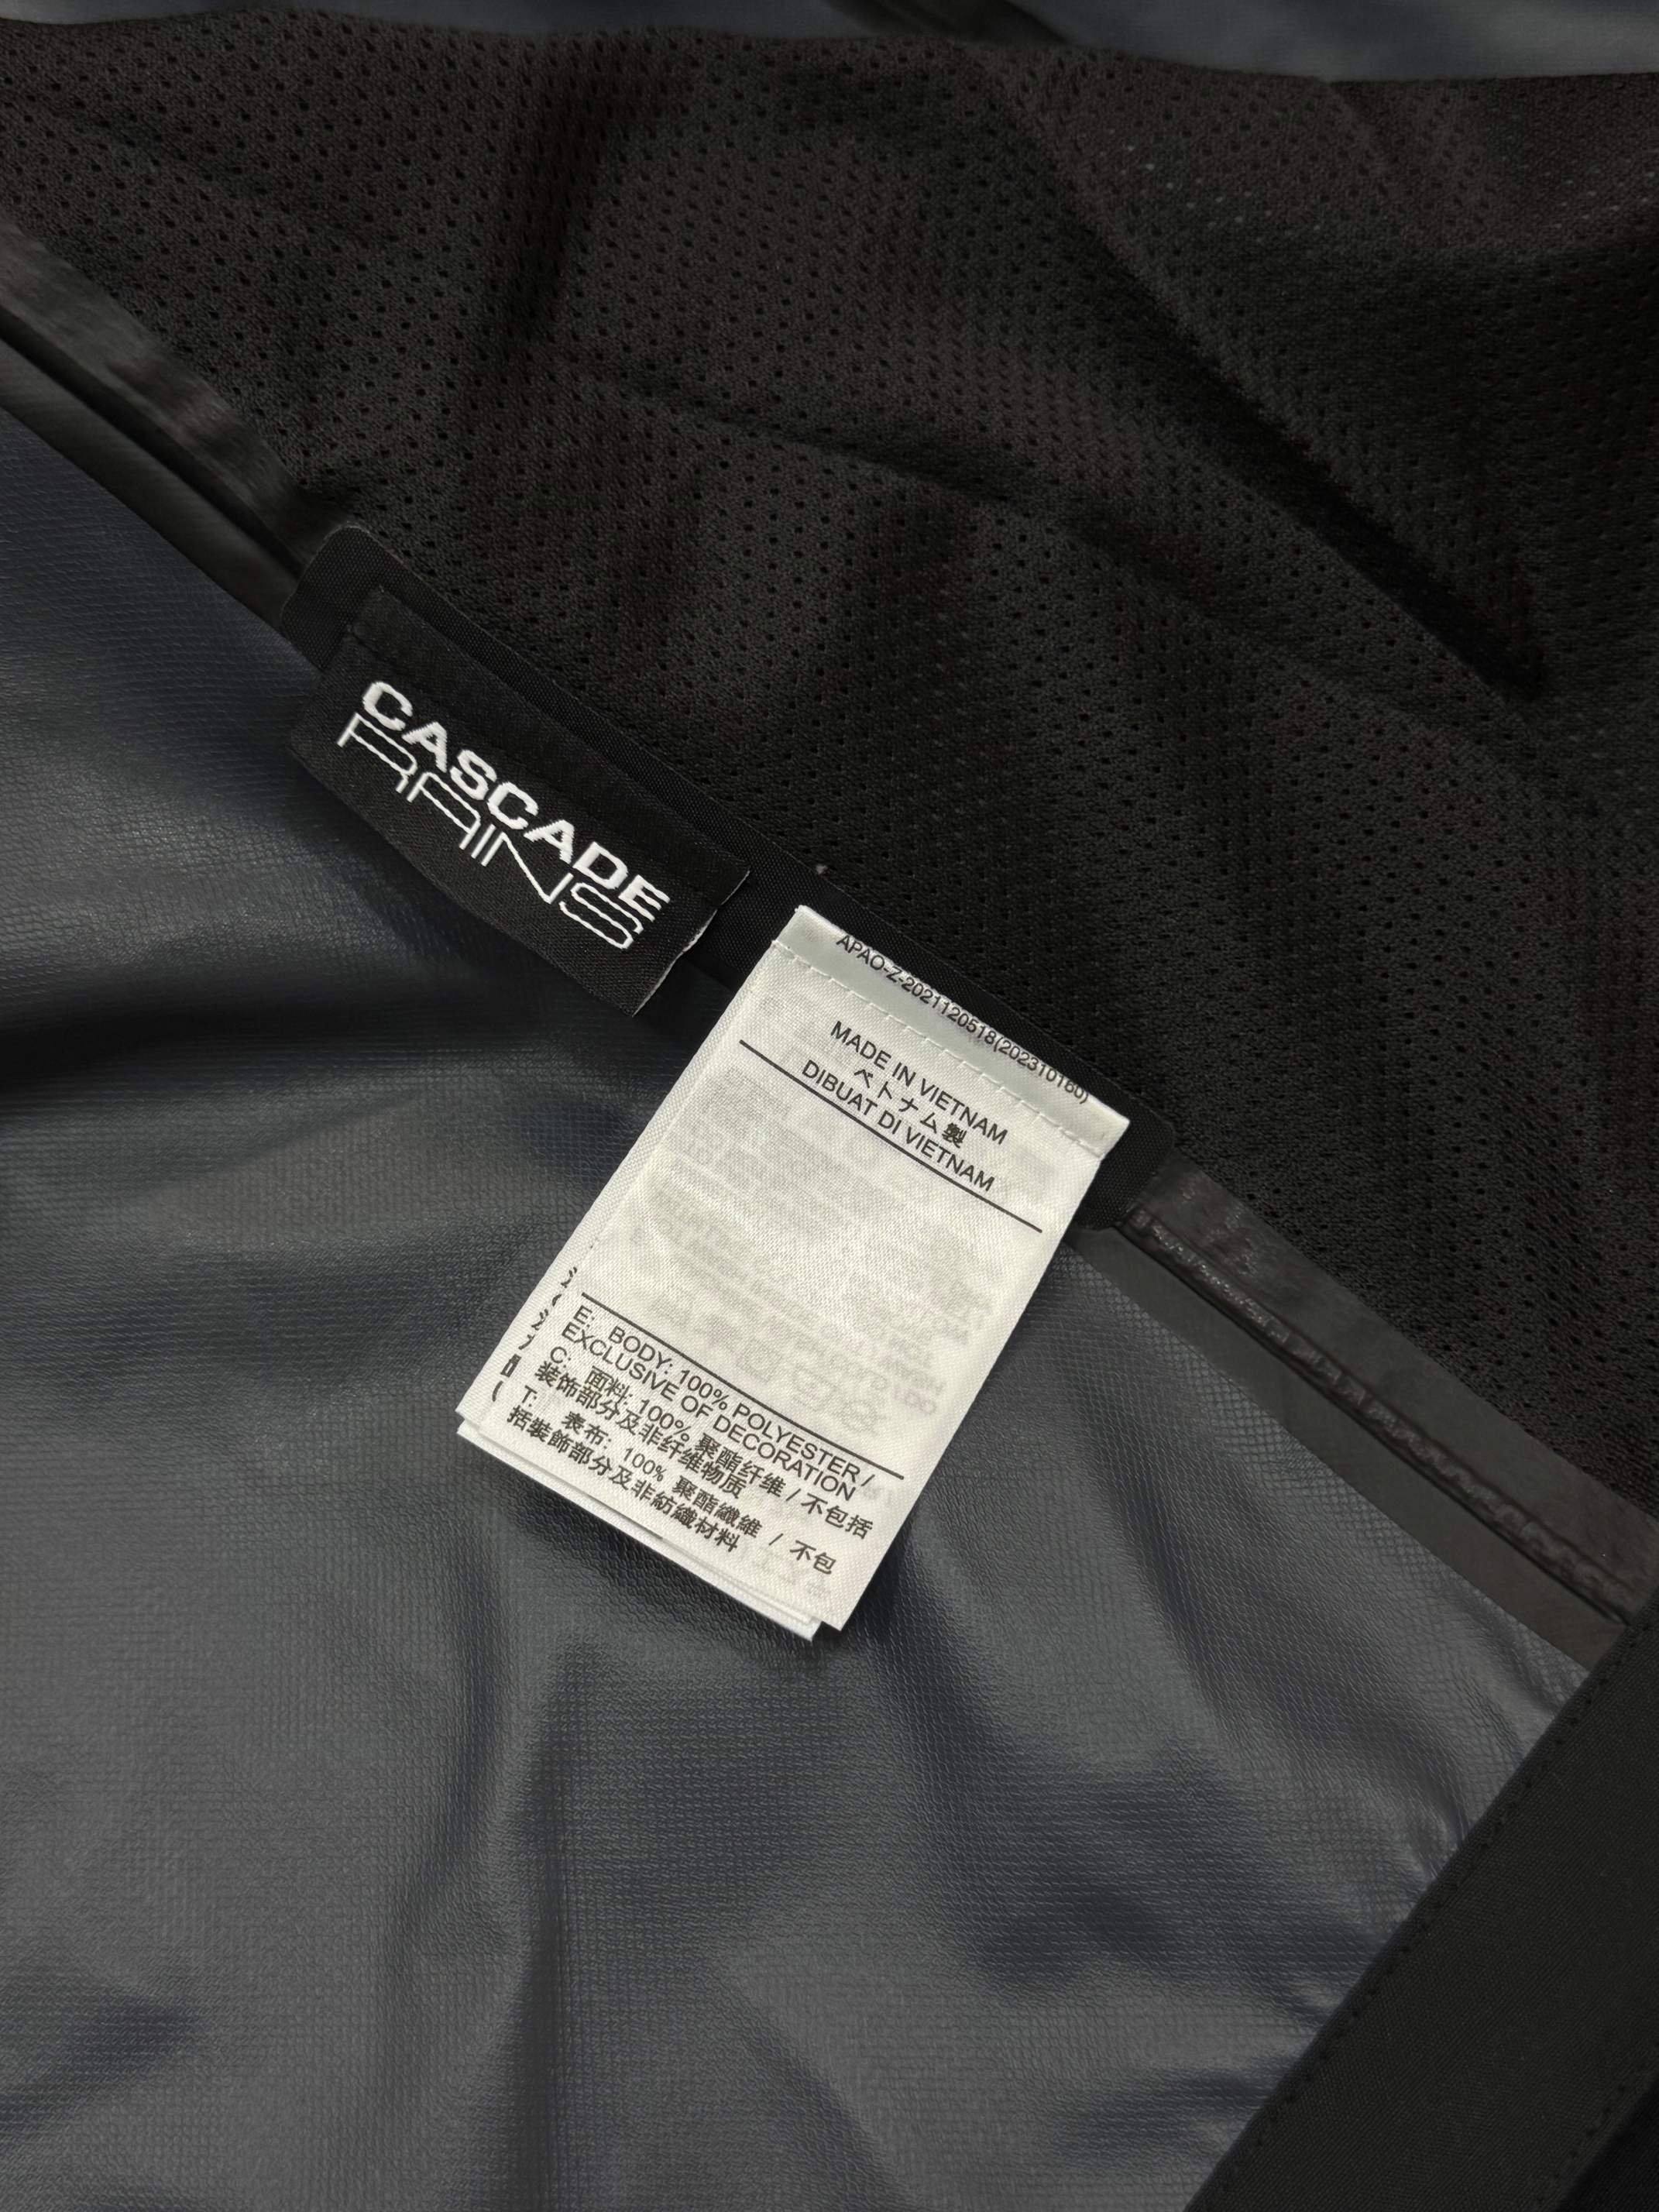 CASCADE
RAINS
APAO-Z-2021120518(202310160)
MADE IN VIETNAM
ベトナム製
DIBUAT DI VIETNAM
E: BODY: 100% POLYESTER /
EXCLUSIVE OF DECORATION
C: 面料: 100% 聚酯纤维 / 不包括
装饰部分及非纤维物质
T: 表布: 100% 聚酯纖維 / 不包
括裝飾部分及非紡織材料